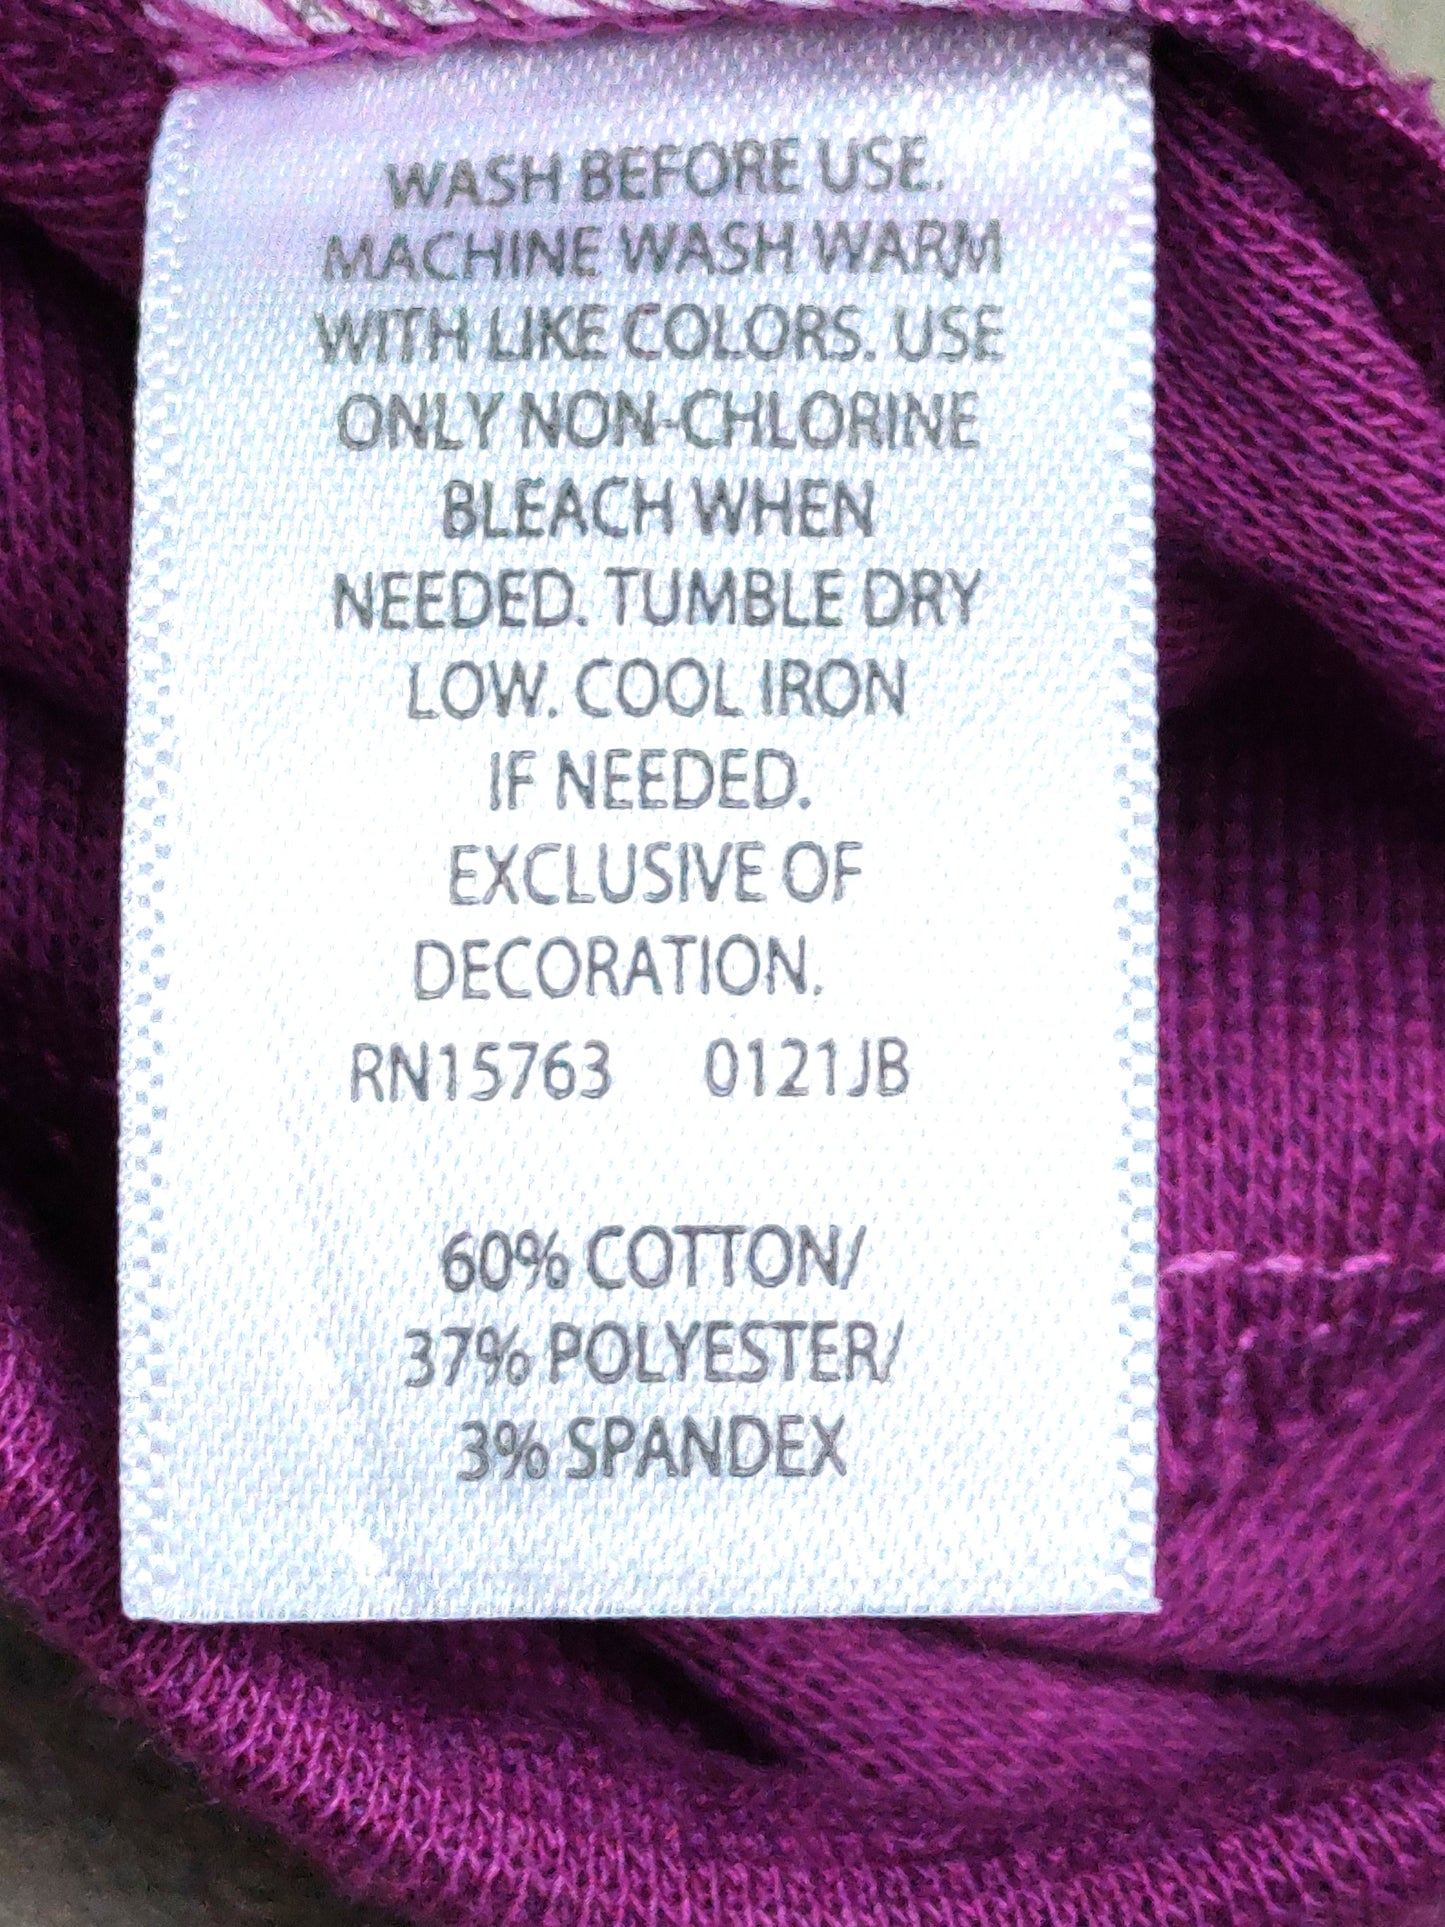 WASH BEFORE USE.
MACHINE WASH WARM
WITH LIKE COLORS. USE
ONLY NON-CHLORINE
BLEACH WHEN
NEEDED. TUMBLE DRY
LOW. COOL IRON
IF NEEDED.
EXCLUSIVE OF
DECORATION.
RN15763 0121JB
60% COTTON/
37% POLYESTER/
3% SPANDEX